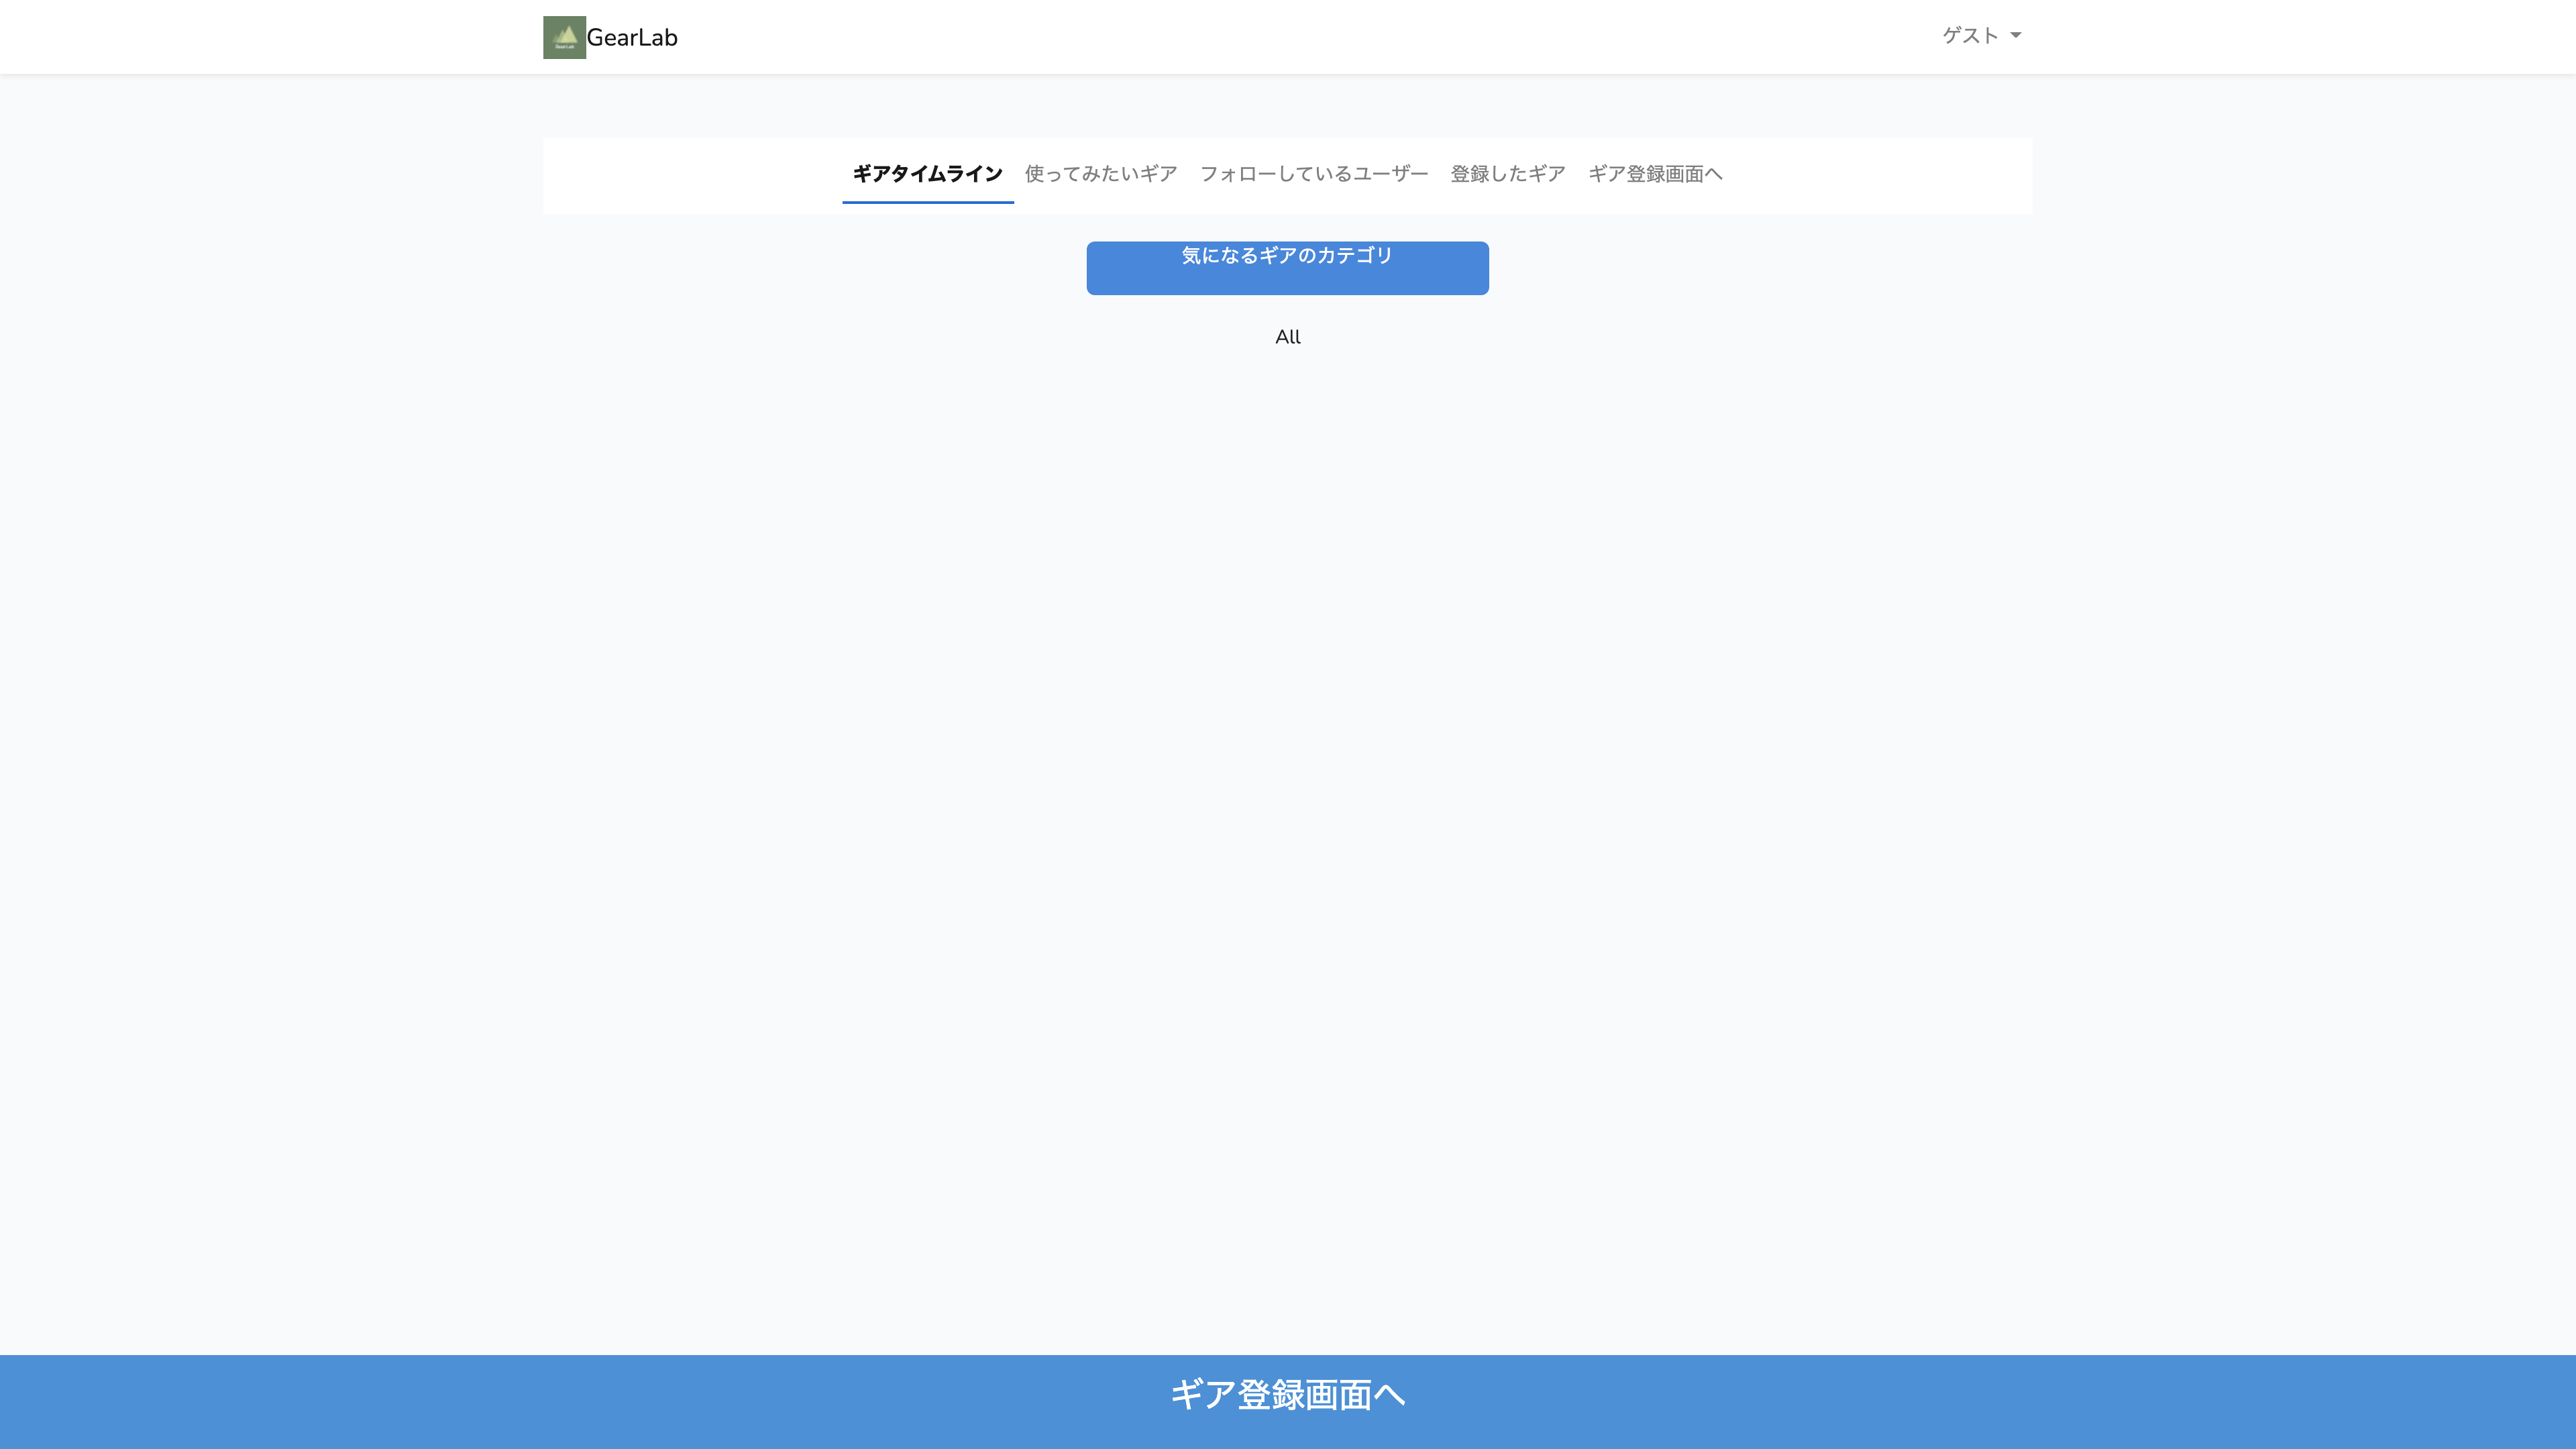 GearLab
ゲスト
ギアタイムライン 使ってみたいギア フォローしているユーザー 登録したギア ギア登録画面へ
気になるギアのカテゴリ
All
ギア登録画面へ